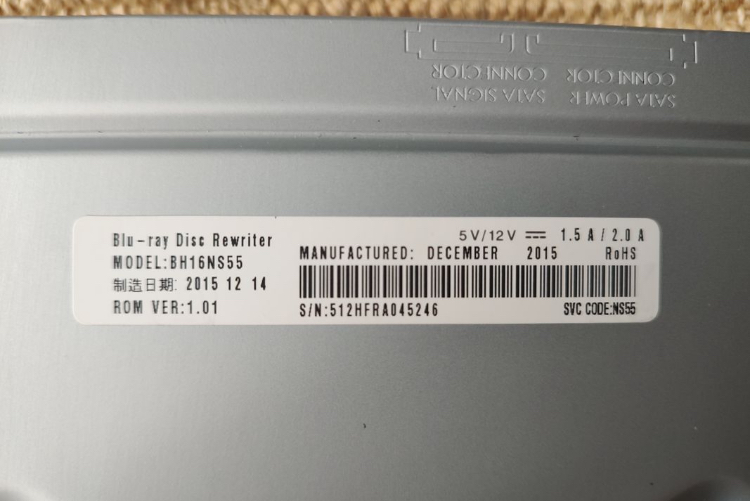 SATA POWER SATA SIGNAL
CONNECTOR CONNECTOR
Blu-ray Disc Rewriter
MODEL:BH16NS55
制造日期: 2015 12 14
ROM VER:1.01
5V/12V ⎓ 1.5 A / 2.0 A
MANUFACTURED: DECEMBER 2015 RoHS
S/N:512HFRA045246
SVC CODE:NS55